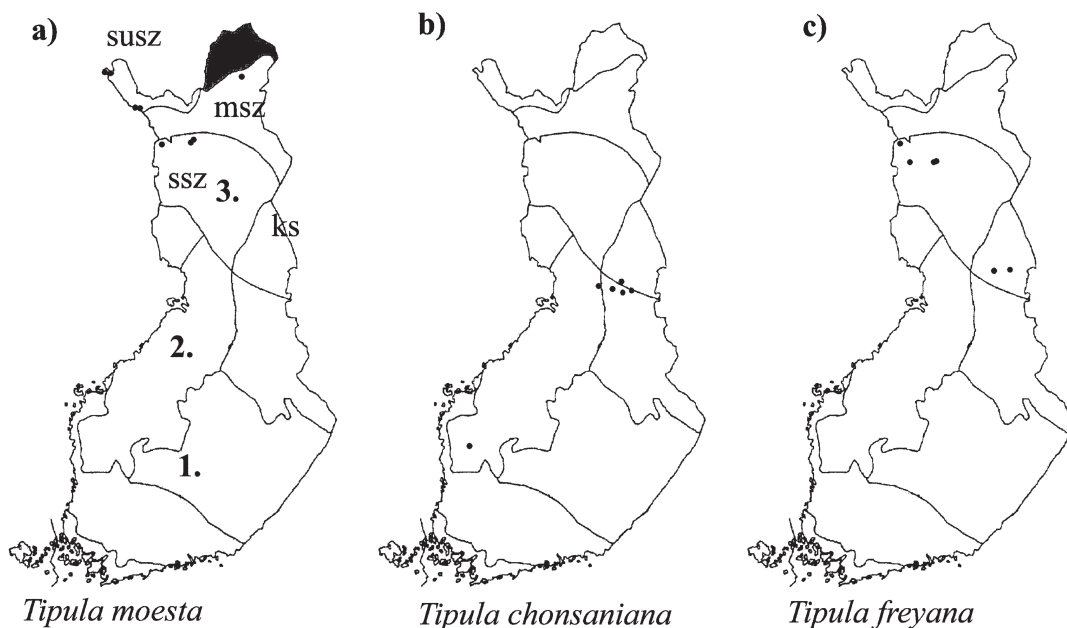 a)
susz
msz
ssz
3.
ks
2.
1.
Tipula moesta
b)
Tipula chonsaniana
c)
Tipula freyana